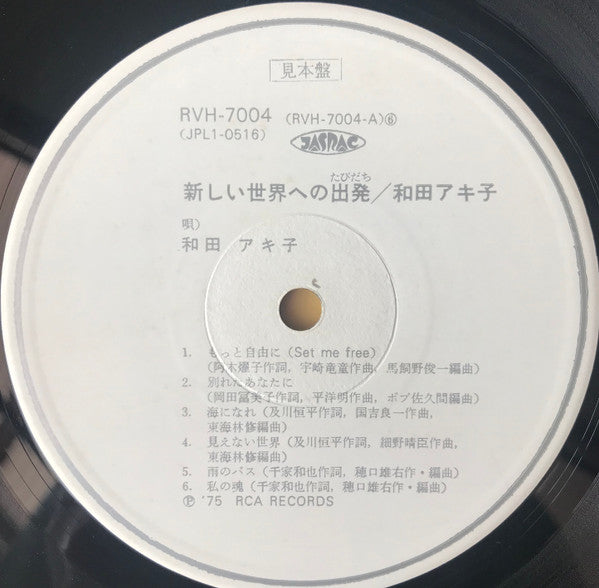 見本盤
RVH-7004 (RVH-7004-A)⑥
(JPL1-0516) JASRAC
たびだち
新しい世界への出発／和田アキ子
唄)
和田 アキ子
1. もっと自由に (Set me free)
(阿木燿子作詞, 宇崎竜童作曲, 馬飼野俊一編曲)
2. 別れたあなたに
(岡田冨美子作詞, 平洋明作曲, ボブ佐久間編曲)
3. 海になれ (及川恒平作詞, 国吉良一作曲,
東海林修編曲)
4. 見えない世界 (及川恒平作詞, 細野晴臣作曲,
東海林修編曲)
5. 雨のバス (千家和也作詞, 穂口雄右作・編曲)
6. 私の魂 (千家和也作詞, 穂口雄右作・編曲)
Ⓟ '75 RCA RECORDS